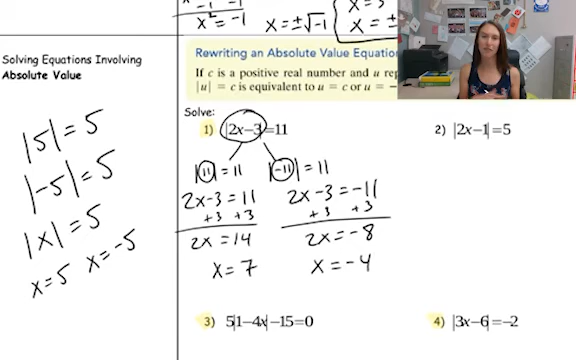 x² = -1
x = ±√-1
x = ±
Solving Equations Involving
Absolute Value
|5| = 5
|-5| = 5
|x| = 5
x = 5 x = -5
Rewriting an Absolute Value Equation
If c is a positive real number and u rep
|u| = c is equivalent to u = c or u = -
Solve:
1) |2x-3|=11
|11| = 11 |-11| = 11
2x-3 = 11 2x-3 = -11
+3 +3 +3 +3
2x = 14 2x = -8
x = 7 x = -4
2) |2x-1|=5
3) 5|1-4x|-15=0
4) |3x-6|=-2